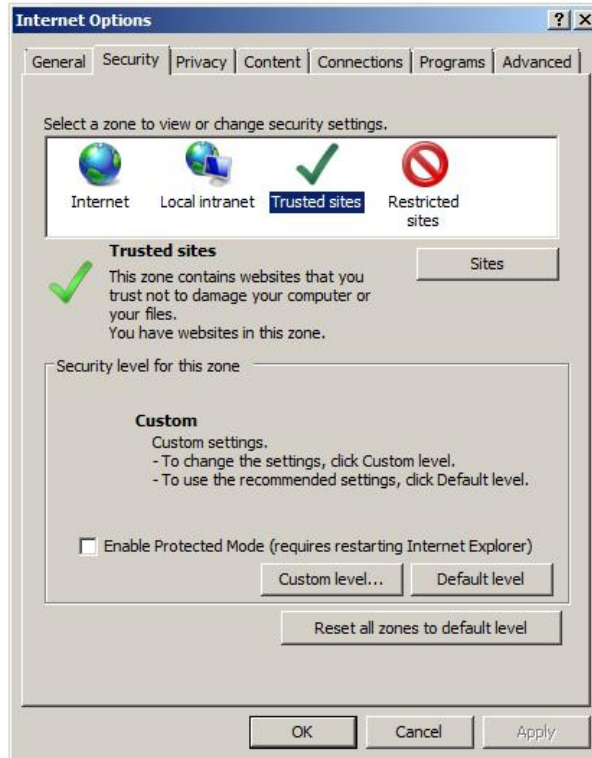 Internet Options
General Security Privacy Content Connections Programs Advanced
Select a zone to view or change security settings.
Internet Local intranet Trusted sites Restricted sites
Trusted sites
Sites
This zone contains websites that you
trust not to damage your computer or
your files.
You have websites in this zone.
Security level for this zone
Custom
Custom settings.
- To change the settings, click Custom level.
- To use the recommended settings, click Default level.
Enable Protected Mode (requires restarting Internet Explorer)
Custom level... Default level
Reset all zones to default level
OK Cancel Apply